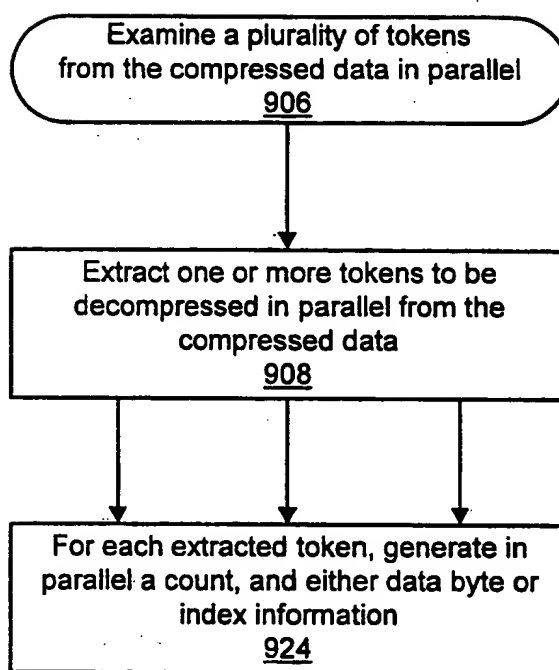 Examine a plurality of tokens
from the compressed data in parallel
906
Extract one or more tokens to be
decompressed in parallel from the
compressed data
908
For each extracted token, generate in
parallel a count, and either data byte or
index information
924